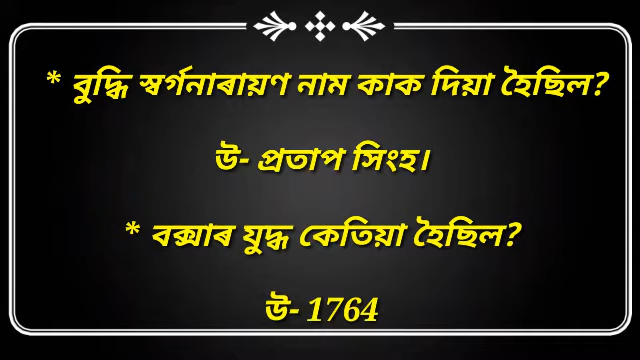 * বুদ্ধি স্বৰ্গনাৰায়ণ নাম কাক দিয়া হৈছিল?
উ- প্ৰতাপ সিংহ।
* বক্সাৰ যুদ্ধ কেতিয়া হৈছিল?
উ- 1764